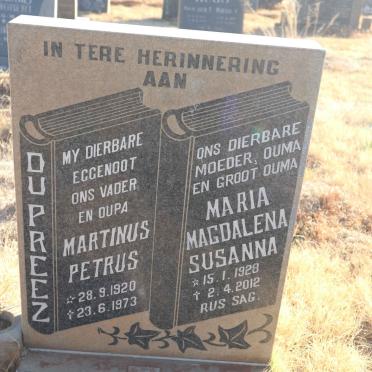 IN TERE HERINNERING
AAN
DU PREEZ
MY DIERBARE
EGGENOOT
ONS VADER
EN OUPA
MARTINUS
PETRUS
☆ 28.9.1920
✝ 23.6.1973
ONS DIERBARE
MOEDER, OUMA
EN GROOT OUMA
MARIA
MAGDALENA
SUSANNA
☆ 15.1.1928
✝ 2.4.2012
RUS SAG.